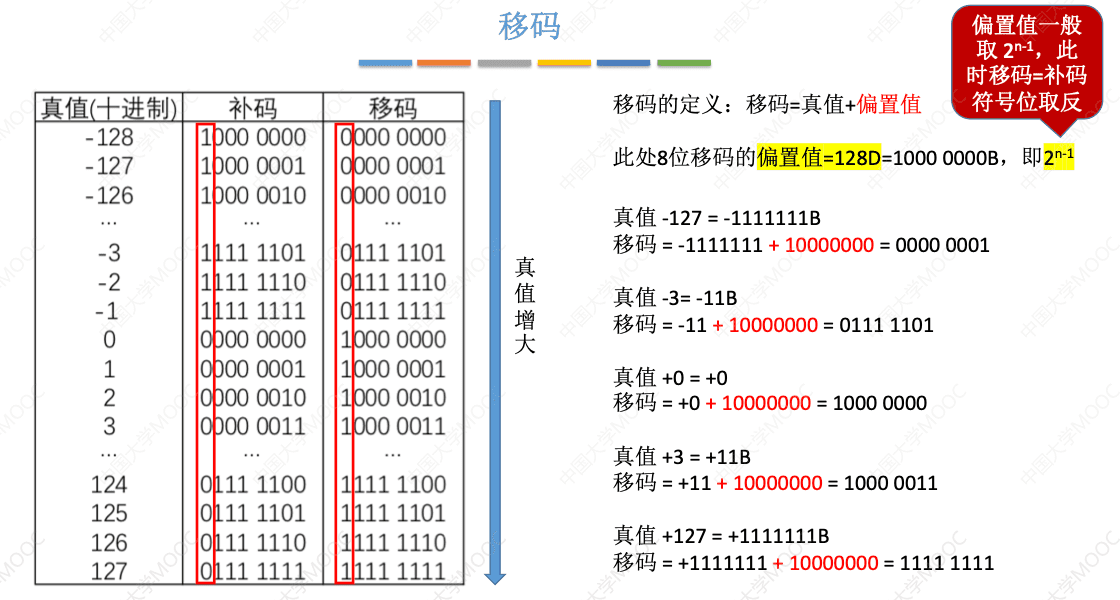 移码
偏置值一般
取 2ⁿ⁻¹，此
时移码=补码
符号位取反
真值(十进制) 补码 移码
-128 1000 0000 0000 0000
-127 1000 0001 0000 0001
-126 1000 0010 0000 0010
... ... ...
-3 1111 1101 0111 1101
-2 1111 1110 0111 1110
-1 1111 1111 0111 1111
0 0000 0000 1000 0000
1 0000 0001 1000 0001
2 0000 0010 1000 0010
3 0000 0011 1000 0011
... ... ...
124 0111 1100 1111 1100
125 0111 1101 1111 1101
126 0111 1110 1111 1110
127 0111 1111 1111 1111
真值增大
移码的定义：移码=真值+偏置值
此处8位移码的偏置值=128D=1000 0000B，即2ⁿ⁻¹
真值 -127 = -1111111B
移码 = -1111111 + 10000000 = 0000 0001
真值 -3= -11B
移码 = -11 + 10000000 = 0111 1101
真值 +0 = +0
移码 = +0 + 10000000 = 1000 0000
真值 +3 = +11B
移码 = +11 + 10000000 = 1000 0011
真值 +127 = +1111111B
移码 = +1111111 + 10000000 = 1111 1111
中国大学MOOC